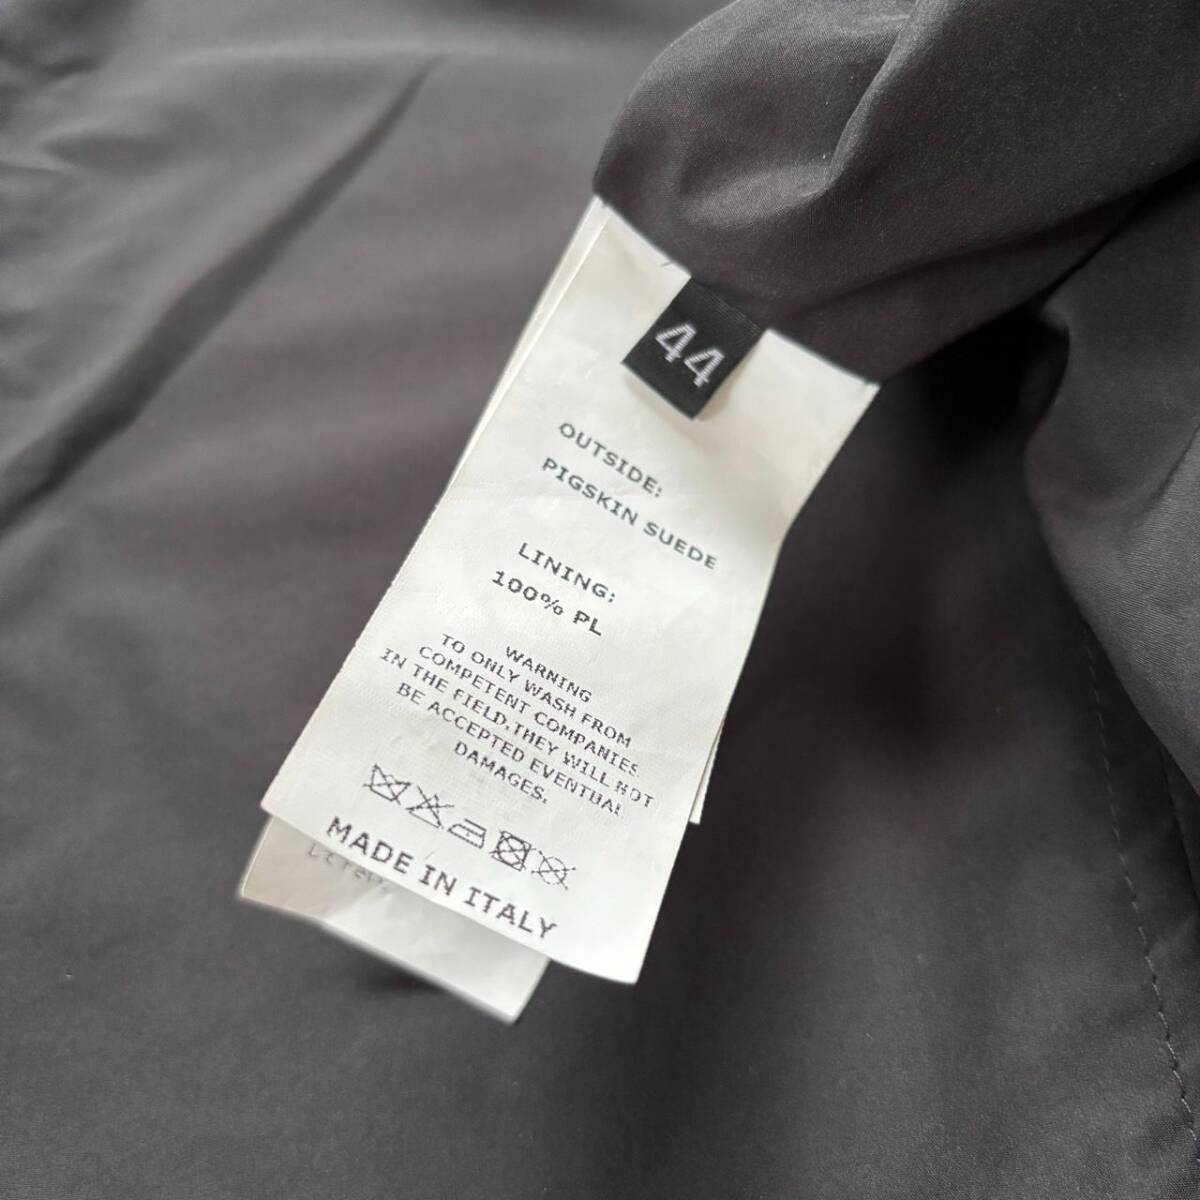 44
OUTSIDE:
PIGSKIN SUEDE
LINING:
100% PL
WARNING
TO ONLY WASH FROM
COMPETENT COMPANIES
IN THE FIELD.THEY WILL NOT
BE ACCEPTED EVENTUAL
DAMAGES.
MADE IN ITALY